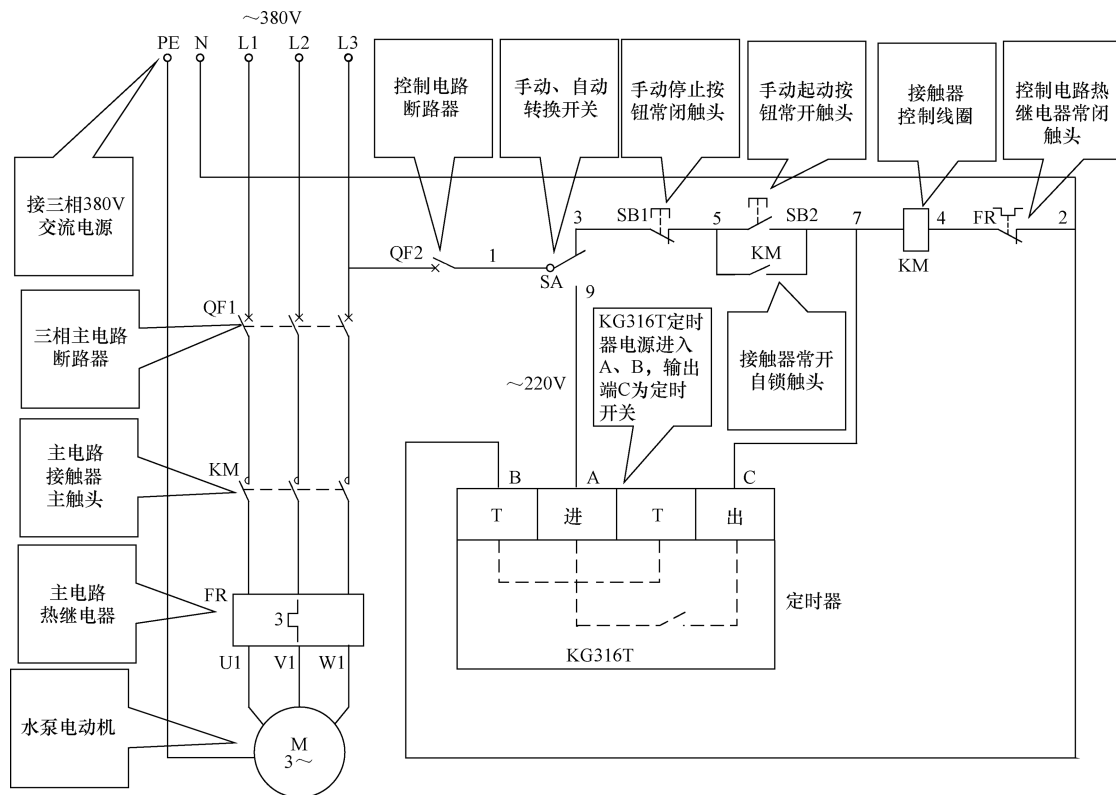 ～380V
PE N L1 L2 L3
控制电路
断路器
手动、自动
转换开关
手动停止按
钮常闭触头
手动起动按
钮常开触头
接触器
控制线圈
控制电路热
继电器常闭
触头
接三相380V
交流电源
3 SB1 5 SB2 7 4 FR 2
QF2 1 SA KM KM
9
QF1
三相主电路
断路器
KG316T定时
器电源进入
A、B，输出
端C为定时
开关
～220V
接触器常开
自锁触头
主电路
接触器
主触头
KM
B A C
T 进 T 出
主电路
热继电器
FR
3
定时器
KG316T
U1 V1 W1
水泵电动机
M
3～